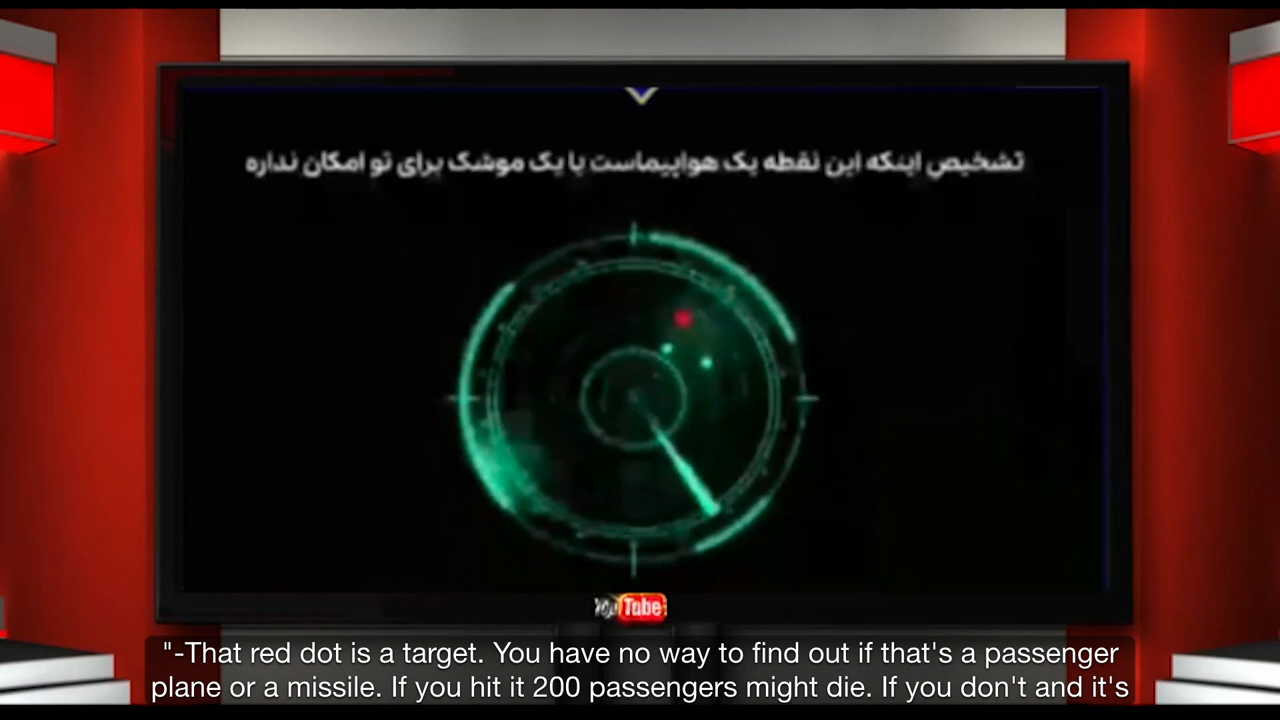 تشخیص اینکه این نقطه یک هواپیماست یا یک موشک برای تو امکان نداره
You Tube
"-That red dot is a target. You have no way to find out if that's a passenger
plane or a missile. If you hit it 200 passengers might die. If you don't and it's